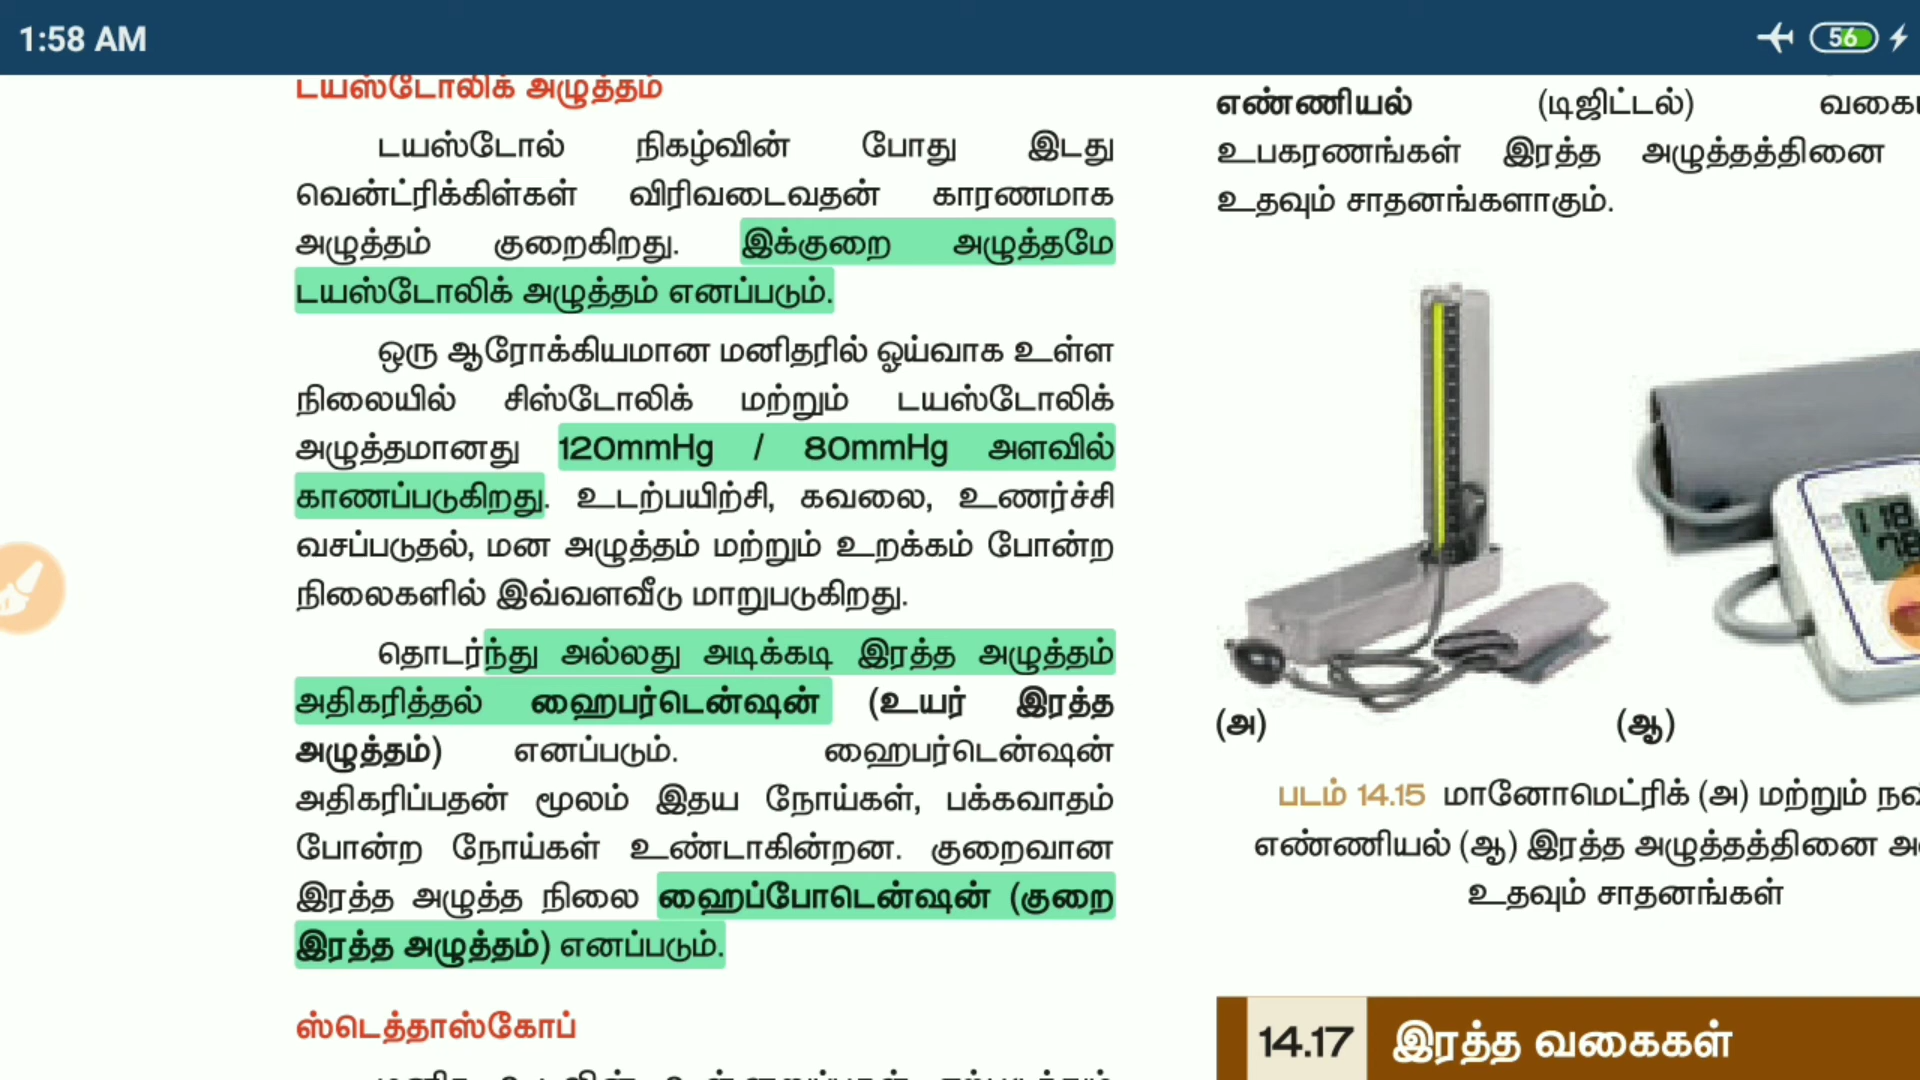 1:58 AM
56
டயஸ்டோலிக் அழுத்தம்
டயஸ்டோல் நிகழ்வின் போது இடது
வென்ட்ரிக்கிள்கள் விரிவடைவதன் காரணமாக
அழுத்தம் குறைகிறது. இக்குறை அழுத்தமே
டயஸ்டோலிக் அழுத்தம் எனப்படும்.
ஒரு ஆரோக்கியமான மனிதரில் ஓய்வாக உள்ள
நிலையில் சிஸ்டோலிக் மற்றும் டயஸ்டோலிக்
அழுத்தமானது 120mmHg / 80mmHg அளவில்
காணப்படுகிறது. உடற்பயிற்சி, கவலை, உணர்ச்சி
வசப்படுதல், மன அழுத்தம் மற்றும் உறக்கம் போன்ற
நிலைகளில் இவ்வளவீடு மாறுபடுகிறது.
தொடர்ந்து அல்லது அடிக்கடி இரத்த அழுத்தம்
அதிகரித்தல் ஹைபர்டென்ஷன் (உயர் இரத்த
அழுத்தம்) எனப்படும். ஹைபர்டென்ஷன்
அதிகரிப்பதன் மூலம் இதய நோய்கள், பக்கவாதம்
போன்ற நோய்கள் உண்டாகின்றன. குறைவான
இரத்த அழுத்த நிலை ஹைப்போடென்ஷன் (குறை
இரத்த அழுத்தம்) எனப்படும்.
ஸ்டெத்தாஸ்கோப்
எண்ணியல் (டிஜிட்டல்)
உபகரணங்கள் இரத்த அழுத்தத்தினை
உதவும் சாதனங்களாகும்.
118
78
(அ) (ஆ)
படம் 14.15 மானோமெட்ரிக் (அ) மற்றும்
எண்ணியல் (ஆ) இரத்த அழுத்தத்தினை
உதவும் சாதனங்கள்
14.17 இரத்த வகைகள்